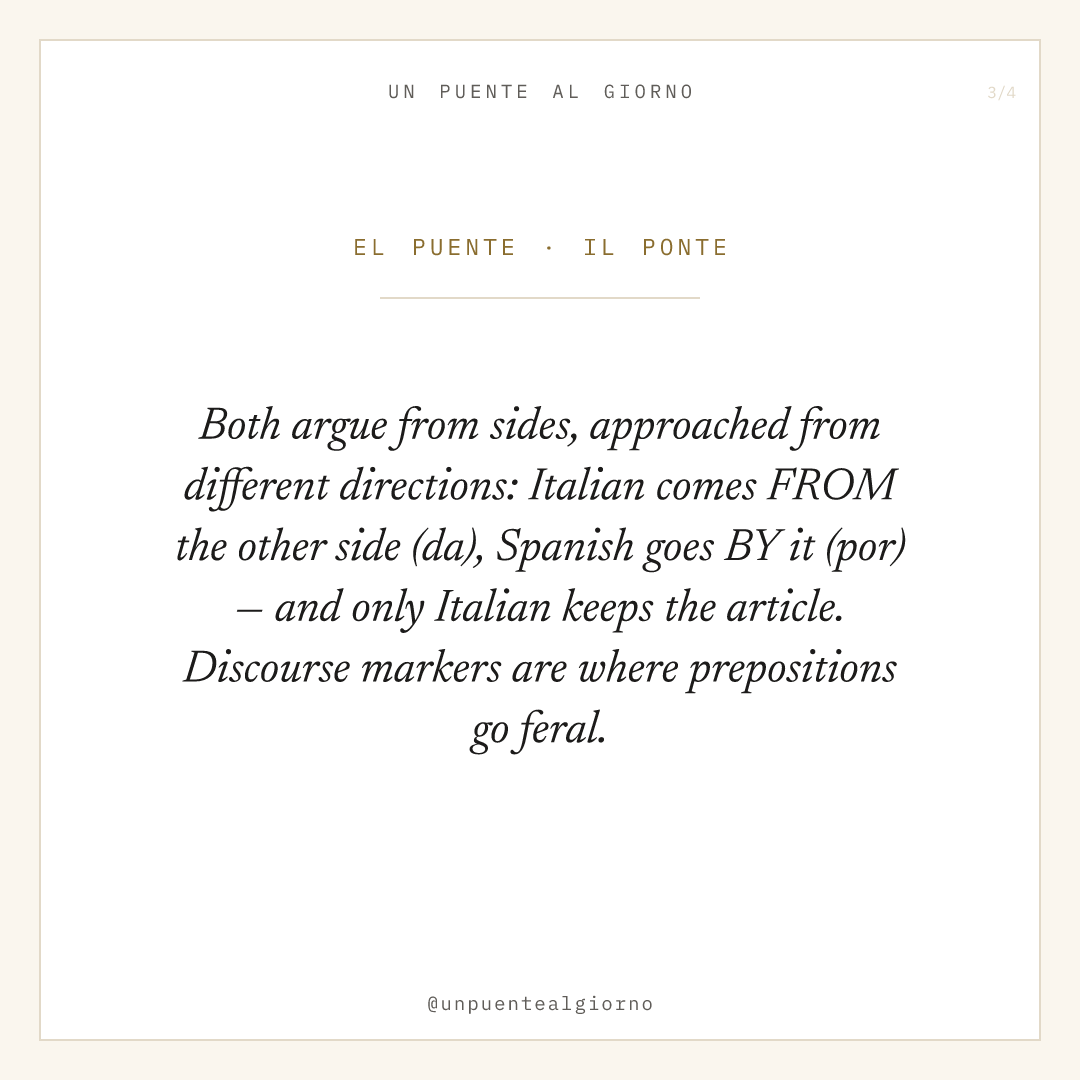 UN PUENTE AL GIORNO
3/4
EL PUENTE · IL PONTE
Both argue from sides, approached from
different directions: Italian comes FROM
the other side (da), Spanish goes BY it (por)
— and only Italian keeps the article.
Discourse markers are where prepositions
go feral.
@unpuentealgiorno